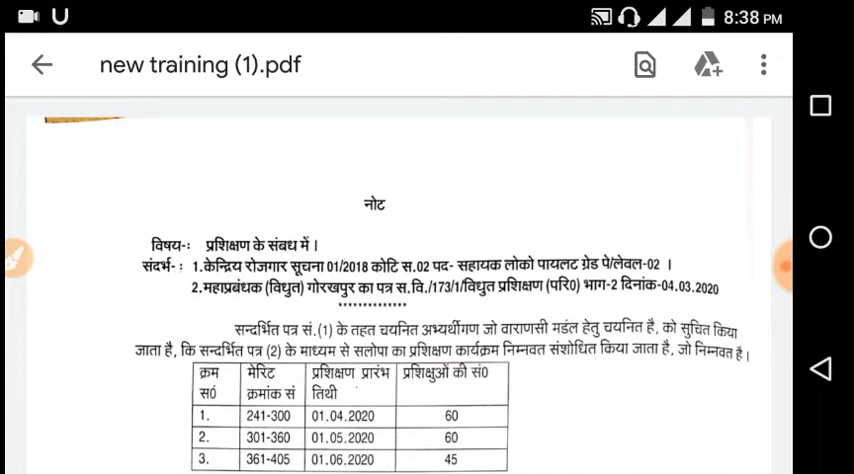 8:38 PM
new training (1).pdf
नोट
विषय-: प्रशिक्षण के संबध में।
संदर्भ- : 1.केन्द्रिय रोजगार सूचना 01/2018 कोटि स.02 पद- सहायक लोको पायलट ग्रेड पे/लेवल-02 ।
2.महाप्रबंधक (विधुत) गोरखपुर का पत्र स.वि./173/1/विधुत प्रशिक्षण (परि0) भाग-2 दिनांक-04.03.2020
सन्दर्भित पत्र सं.(1) के तहत चयनित अभ्यर्थीगण जो वाराणसी मडंल हेतु चयनित है, को सुचित किया
जाता है, कि सन्दर्भित पत्र (2) के माध्यम से सलोपा का प्रशिक्षण कार्यक्रम निम्नवत संशोधित किया जाता है, जो निम्नवत है।
क्रम सं0 मेरिट क्रमांक सं प्रशिक्षण प्रारंभ तिथी प्रशिक्षुओं की सं0
1. 241-300 01.04.2020 60
2. 301-360 01.05.2020 60
3. 361-405 01.06.2020 45